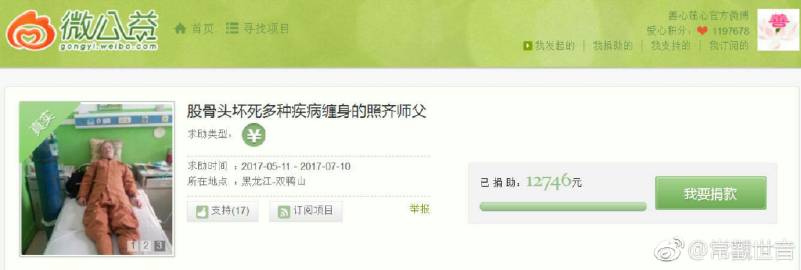 善心莲心官方微博
微公益
gongyi.weibo.com
首页
寻找项目
爱心积分: 1197678
我发起的 | 我捐助的 | 我支持的 | 我订阅的
善
真实
股骨头坏死多种疾病缠身的照齐师父
求助类型:
¥
求助时间 : 2017-05-11 - 2017-07-10
所在地点 : 黑龙江-双鸭山
支持(17)
订阅项目
举报
1 2 3
已捐助: 12746元
我要捐款
@常觀世音